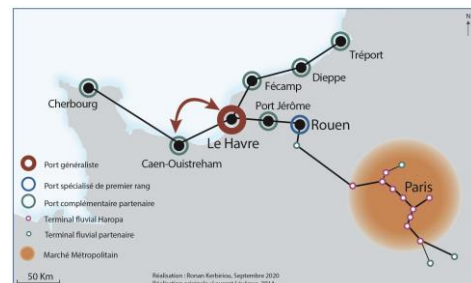 N
Tréport
Dieppe
Fécamp
Cherbourg
Port Jérôme
Rouen
Le Havre
Caen-Ouistreham
Paris
Port généraliste
Port spécialisé de premier rang
Port complémentaire partenaire
Terminal fluvial Haropa
Terminal fluvial partenaire
Marché Métropolitain
50 Km
Réalisation : Ronan Kerbiriou, Septembre 2020